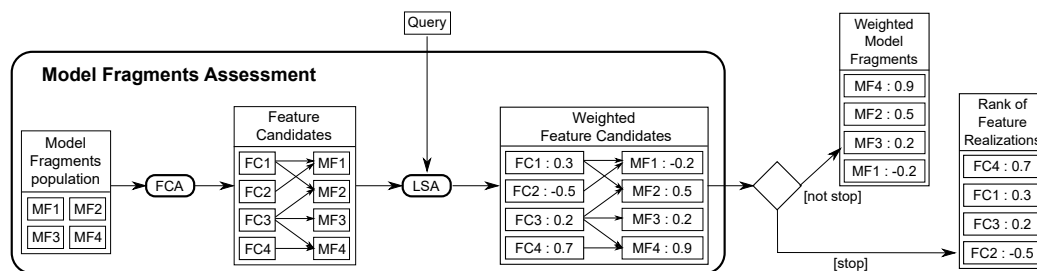 Query
Model Fragments Assessment
Model
Fragments
population
MF1 MF2
MF3 MF4
FCA
Feature
Candidates
FC1 MF1
FC2 MF2
FC3 MF3
FC4 MF4
LSA
Weighted
Feature Candidates
FC1 : 0.3 MF1 : -0.2
FC2 : -0.5 MF2 : 0.5
FC3 : 0.2 MF3 : 0.2
FC4 : 0.7 MF4 : 0.9
[not stop]
[stop]
Weighted
Model
Fragments
MF4 : 0.9
MF2 : 0.5
MF3 : 0.2
MF1 : -0.2
Rank of
Feature
Realizations
FC4 : 0.7
FC1 : 0.3
FC3 : 0.2
FC2 : -0.5